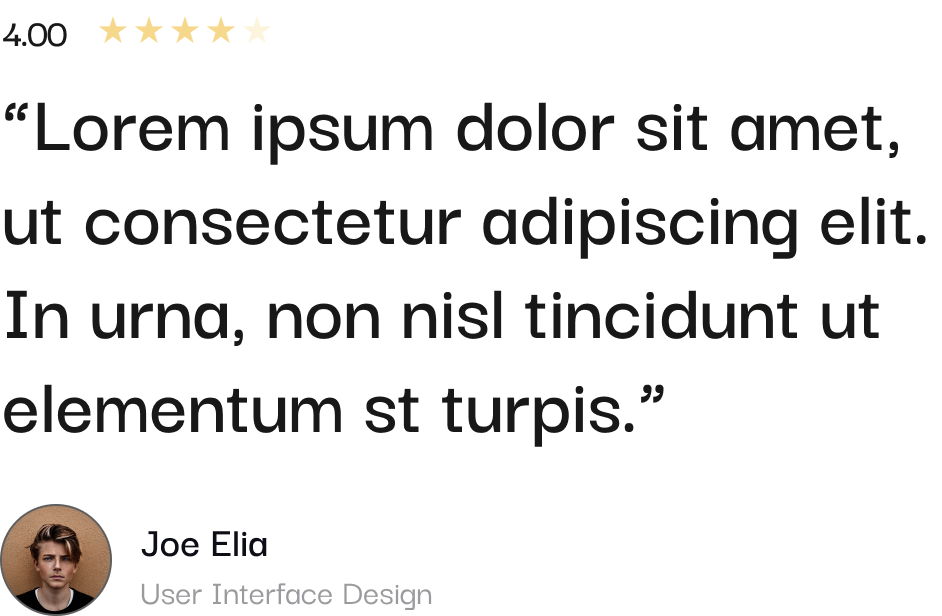 4.00
“Lorem ipsum dolor sit amet,
ut consectetur adipiscing elit.
In urna, non nisl tincidunt ut
elementum st turpis.”
Joe Elia
User Interface Design